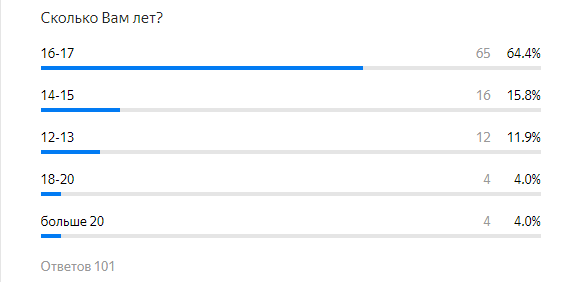 Сколько Вам лет?
16-17 65 64.4%
14-15 16 15.8%
12-13 12 11.9%
18-20 4 4.0%
больше 20 4 4.0%
Ответов 101